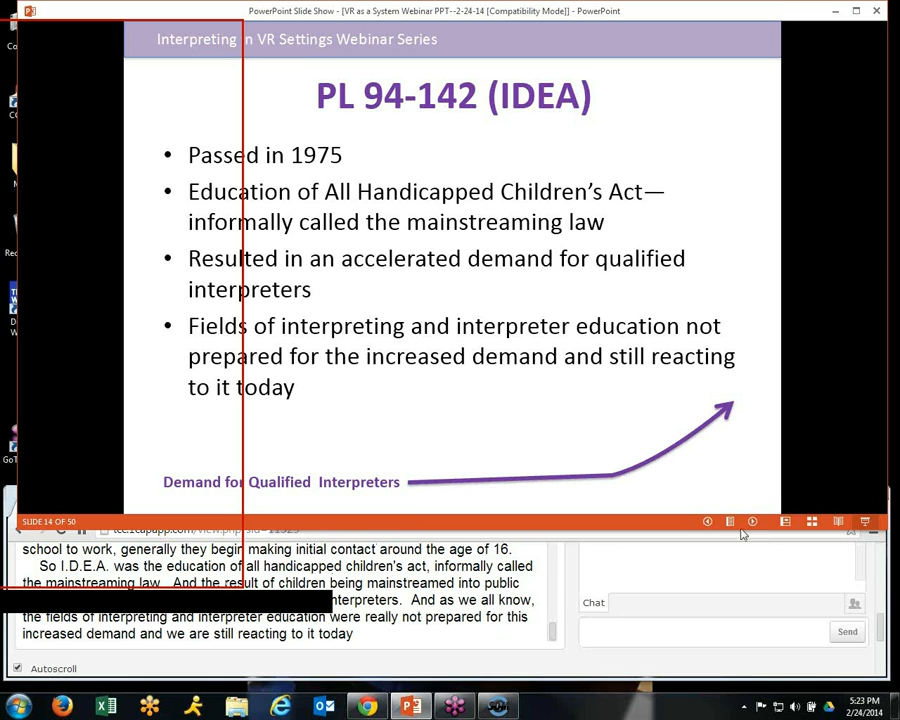 PowerPoint Slide Show - [VR as a System Webinar PPT--2-24-14 [Compatibility Mode]] - PowerPoint
Interpreting in VR Settings Webinar Series
PL 94-142 (IDEA)
• Passed in 1975
• Education of All Handicapped Children's Act—
informally called the mainstreaming law
• Resulted in an accelerated demand for qualified
interpreters
• Fields of interpreting and interpreter education not
prepared for the increased demand and still reacting
to it today
Demand for Qualified Interpreters
SLIDE 14 OF 50
school to work, generally they begin making initial contact around the age of 16.
So I.D.E.A. was the education of all handicapped children's act, informally called
the mainstreaming law. And the result of children being mainstreamed into public
nterpreters. And as we all know,
the fields of interpreting and interpreter education were really not prepared for this
increased demand and we are still reacting to it today
Chat
Send
Autoscroll
5:23 PM
2/24/2014